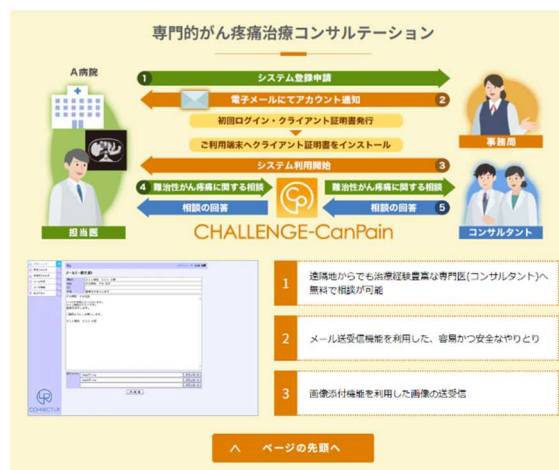 専門的がん疼痛治療コンサルテーション
A病院
1 システム登録申請
電子メールにてアカウント通知 2
初回ログイン・クライアント証明書発行
ご利用端末へクライアント証明書をインストール
事務局
システム利用開始 3
4 難治性がん疼痛に関する相談
難治性がん疼痛に関する相談
相談の回答
相談の回答 5
担当医
CHALLENGE-CanPain
コンサルタント
1 遠隔地からでも治療経験豊富な専門医(コンサルタント)へ
無料で相談が可能
2 メール送受信機能を利用した、容易かつ安全なやりとり
3 画像添付機能を利用した画像の送受信
ページの先頭へ